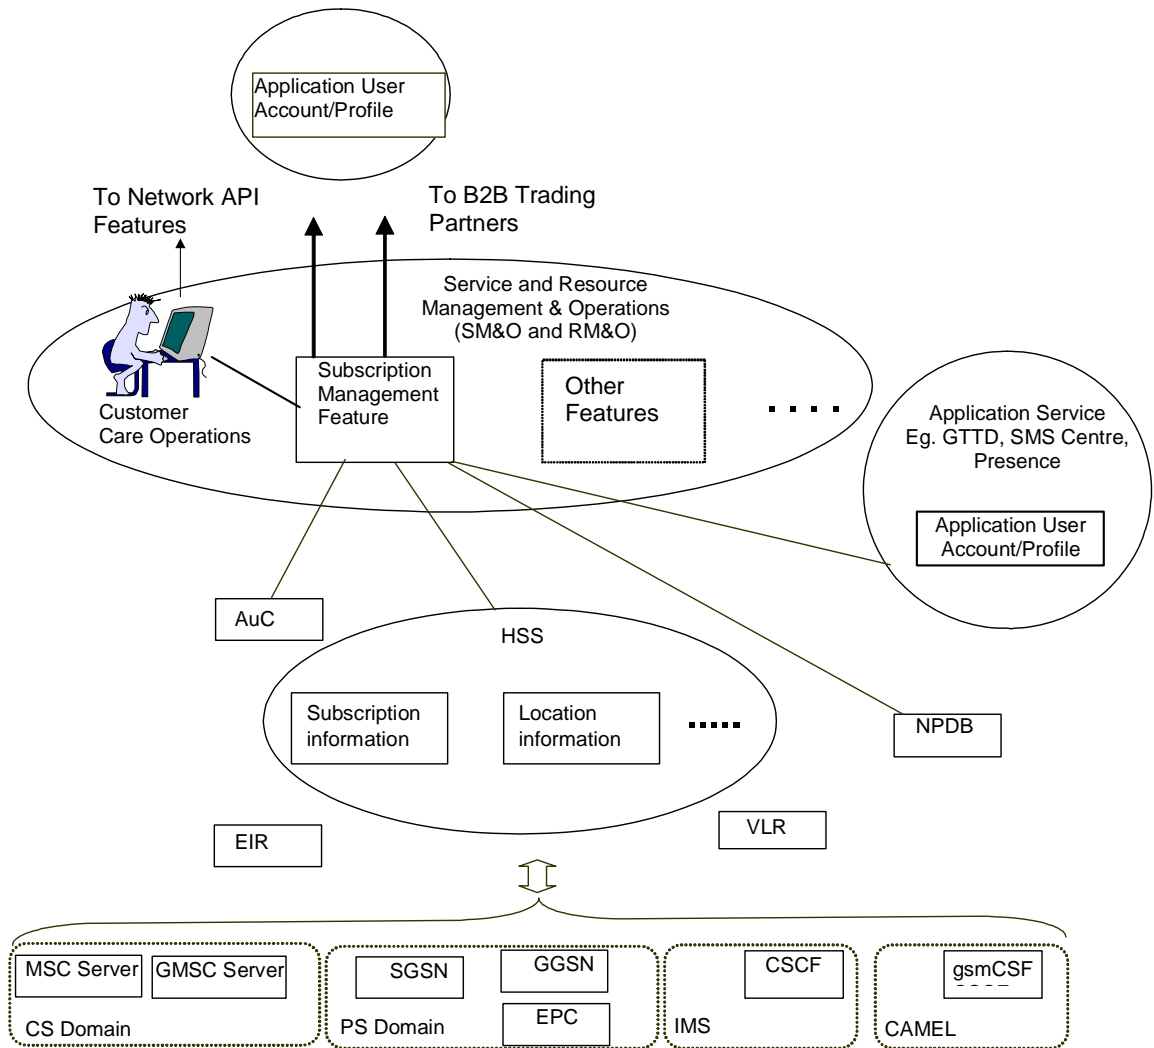 Application User
Account/Profile
To Network API
Features
To B2B Trading
Partners
Service and Resource
Management & Operations
(SM&O and RM&O)
Subscription
Management
Feature
Other
Features
Customer
Care Operations
Application Service
Eg. GTTD, SMS Centre,
Presence
Application User
Account/Profile
AuC
HSS
Subscription
information
Location
information
NPDB
EIR
VLR
MSC Server
GMSC Server
SGSN
GGSN
CSCF
gsmCSF
EPC
CS Domain
PS Domain
IMS
CAMEL